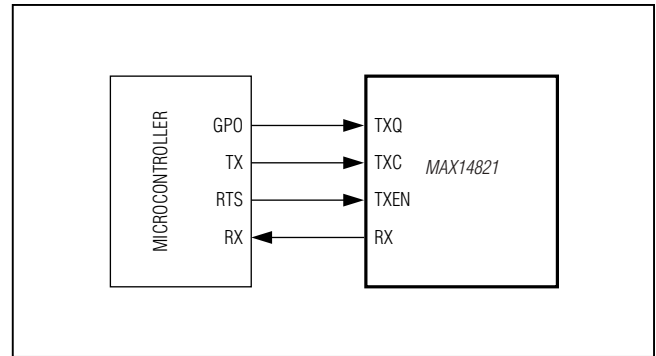 MICROCONTROLLER
GPO
TX
RTS
RX
TXQ
TXC
TXEN
RX
MAX14821